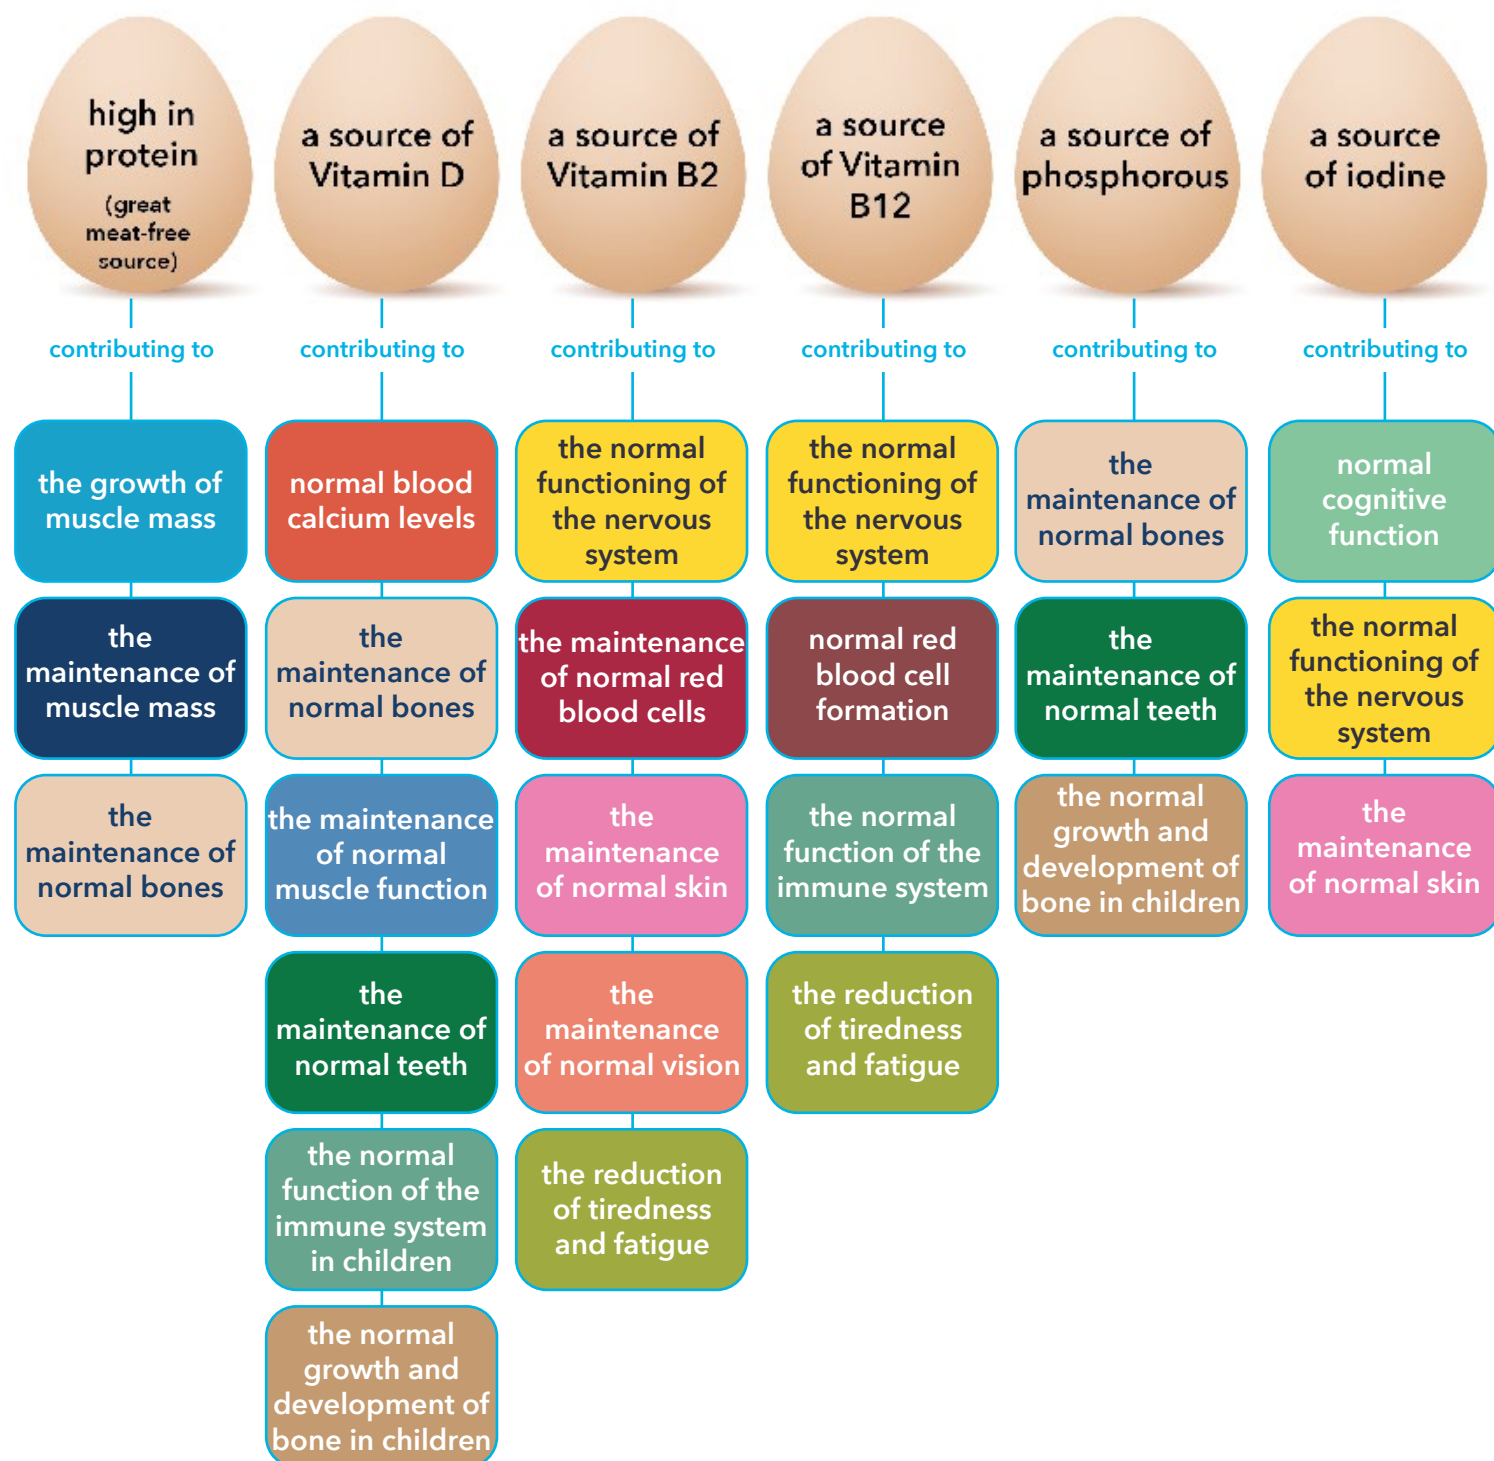 high in
protein
(great
meat-free
source)
contributing to
the growth of
muscle mass
the
maintenance of
muscle mass
the
maintenance of
normal bones
a source of
Vitamin D
contributing to
normal blood
calcium levels
the
maintenance of
normal bones
the maintenance
of normal
muscle function
the
maintenance of
normal teeth
the normal
function of the
immune system
in children
the normal
growth and
development of
bone in children
a source of
Vitamin B2
contributing to
the normal
functioning of
the nervous
system
the maintenance
of normal red
blood cells
the
maintenance
of normal skin
the
maintenance
of normal vision
the reduction
of tiredness
and fatigue
a source
of Vitamin
B12
contributing to
the normal
functioning of
the nervous
system
normal red
blood cell
formation
the normal
function of the
immune system
the reduction
of tiredness
and fatigue
a source of
phosphorous
contributing to
the
maintenance of
normal bones
the
maintenance of
normal teeth
the normal
growth and
development of
bone in children
a source
of iodine
contributing to
normal
cognitive
function
the normal
functioning of
the nervous
system
the
maintenance
of normal skin